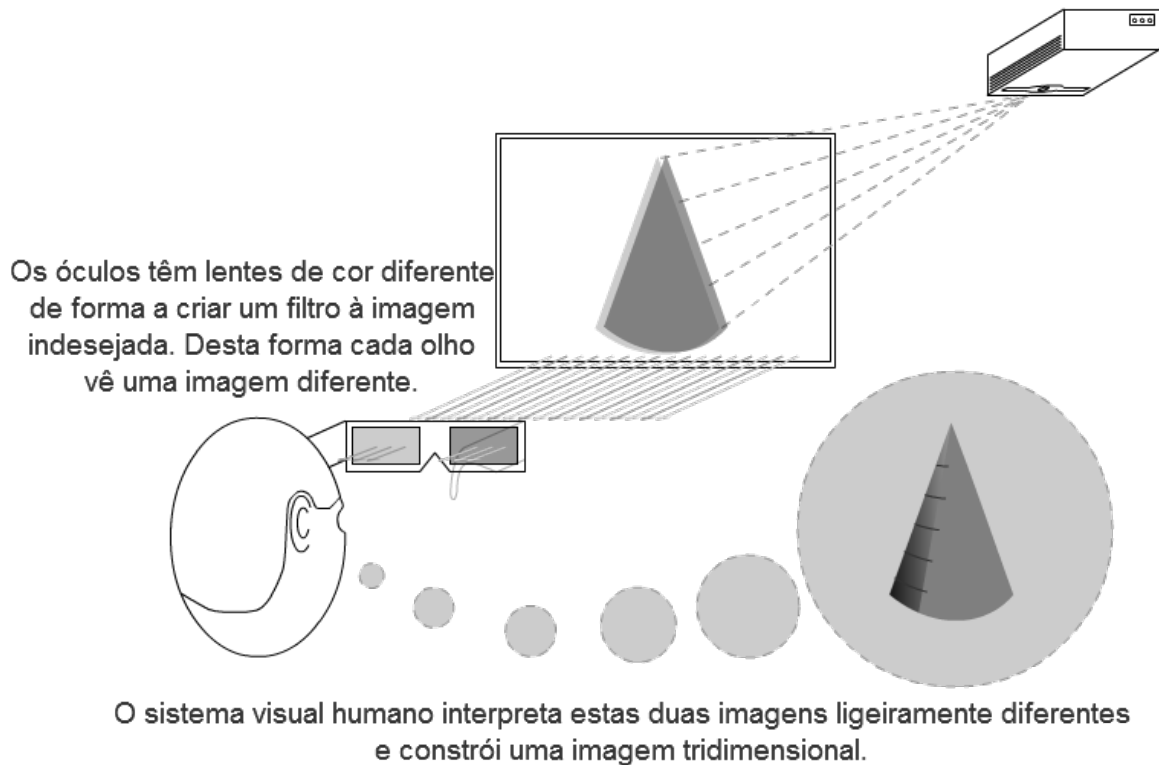 Os óculos têm lentes de cor diferente
de forma a criar um filtro à imagem
indesejada. Desta forma cada olho
vê uma imagem diferente.
O sistema visual humano interpreta estas duas imagens ligeiramente diferentes
e constrói uma imagem tridimensional.